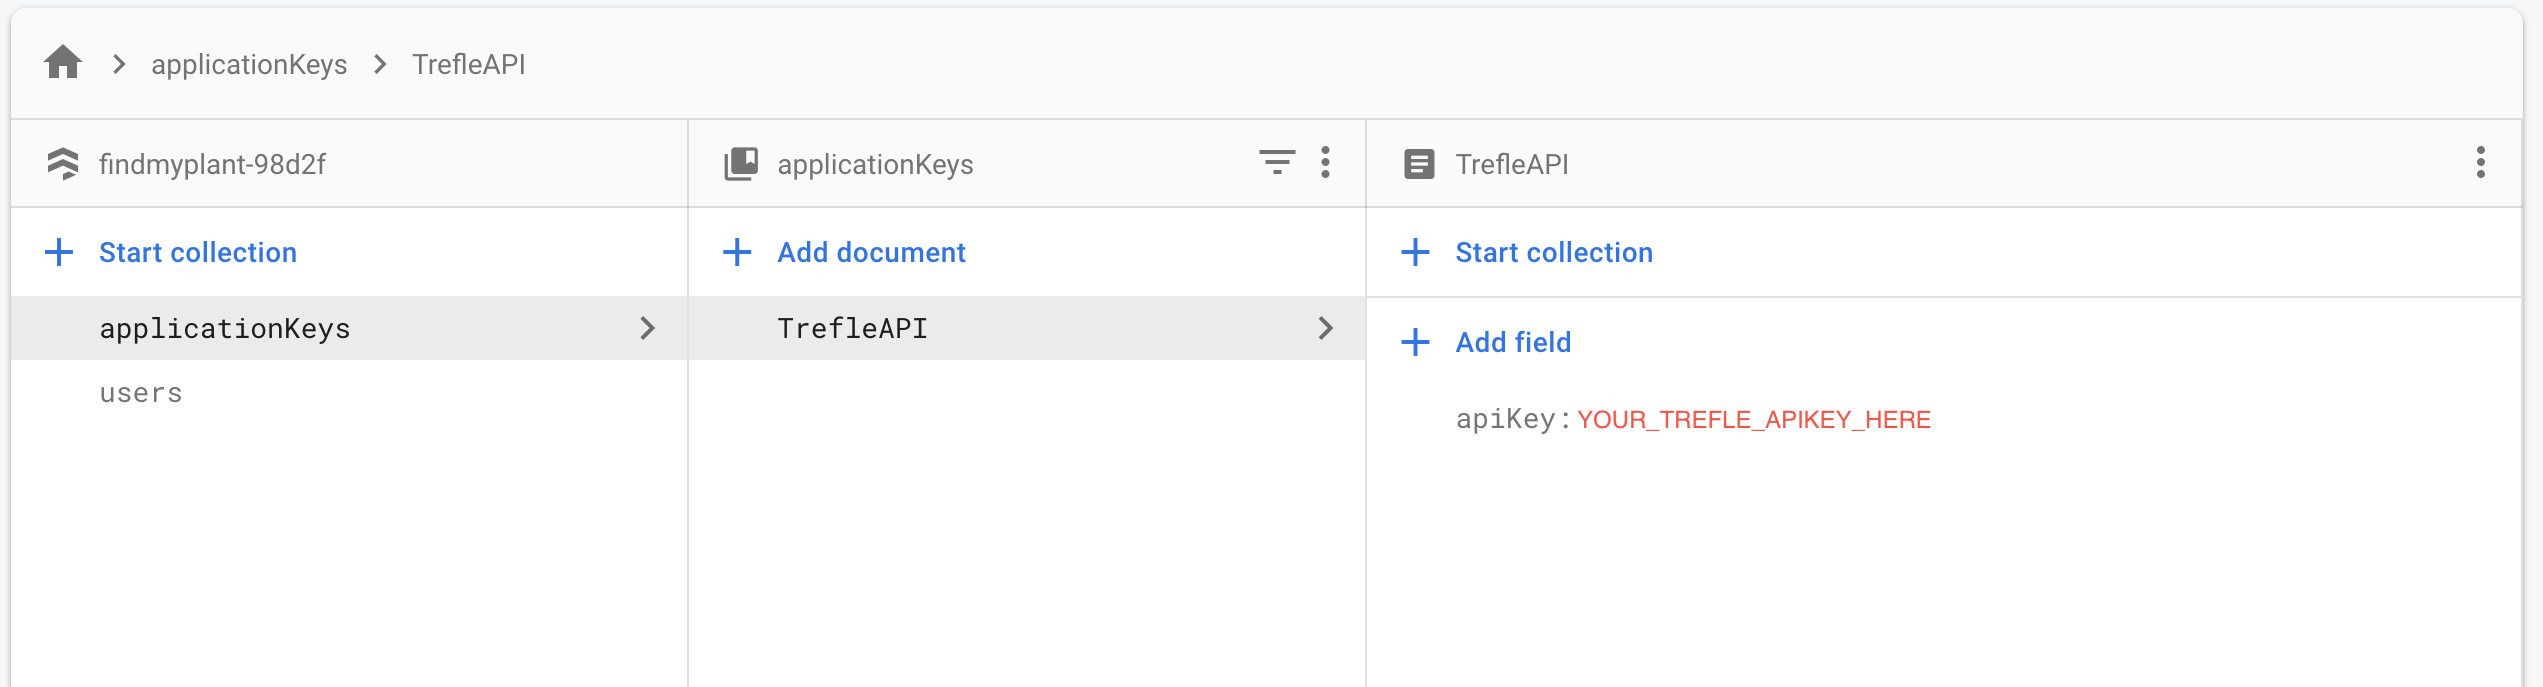 applicationKeys TrefleAPI
findmyplant-98d2f
applicationKeys
TrefleAPI
Start collection
Add document
Start collection
applicationKeys
TrefleAPI
Add field
users
apiKey: YOUR_TREFLE_APIKEY_HERE